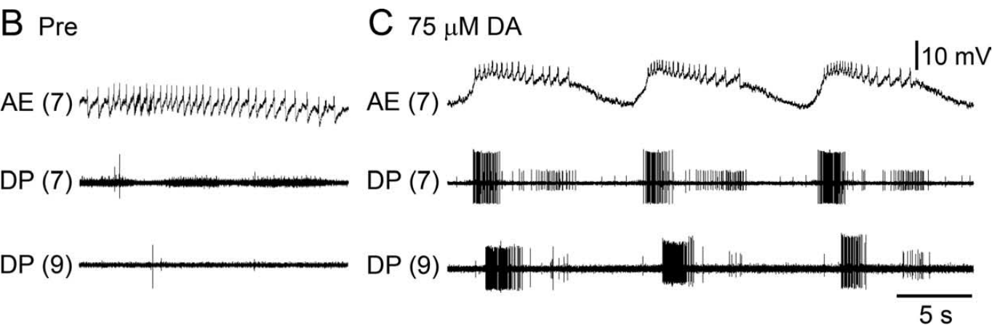 B Pre
C 75 μM DA
10 mV
AE (7)
AE (7)
DP (7)
DP (7)
DP (9)
DP (9)
5 s